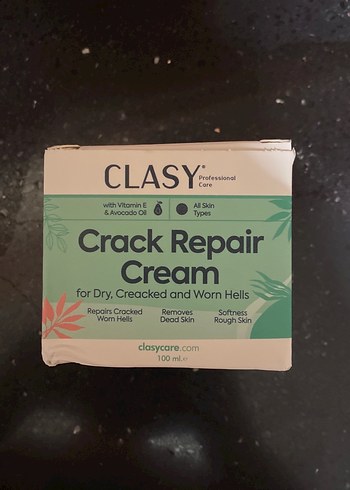 CLASY®
Professional
Care
with Vitamin E
& Avocado Oil
All Skin
Types
Crack Repair
Cream
for Dry, Creacked and Worn Hells
Repairs Cracked
Worn Hells
Removes
Dead Skin
Softness
Rough Skin
clasycare.com
100 ml ℮